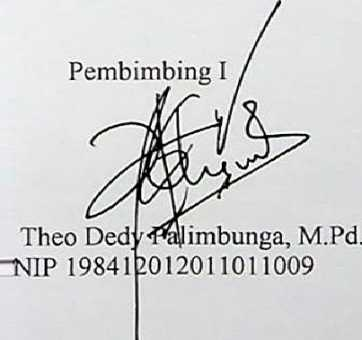 Pembimbing I
Theo Dedy Palimbunga, M.Pd.
NIP 198412012011011009